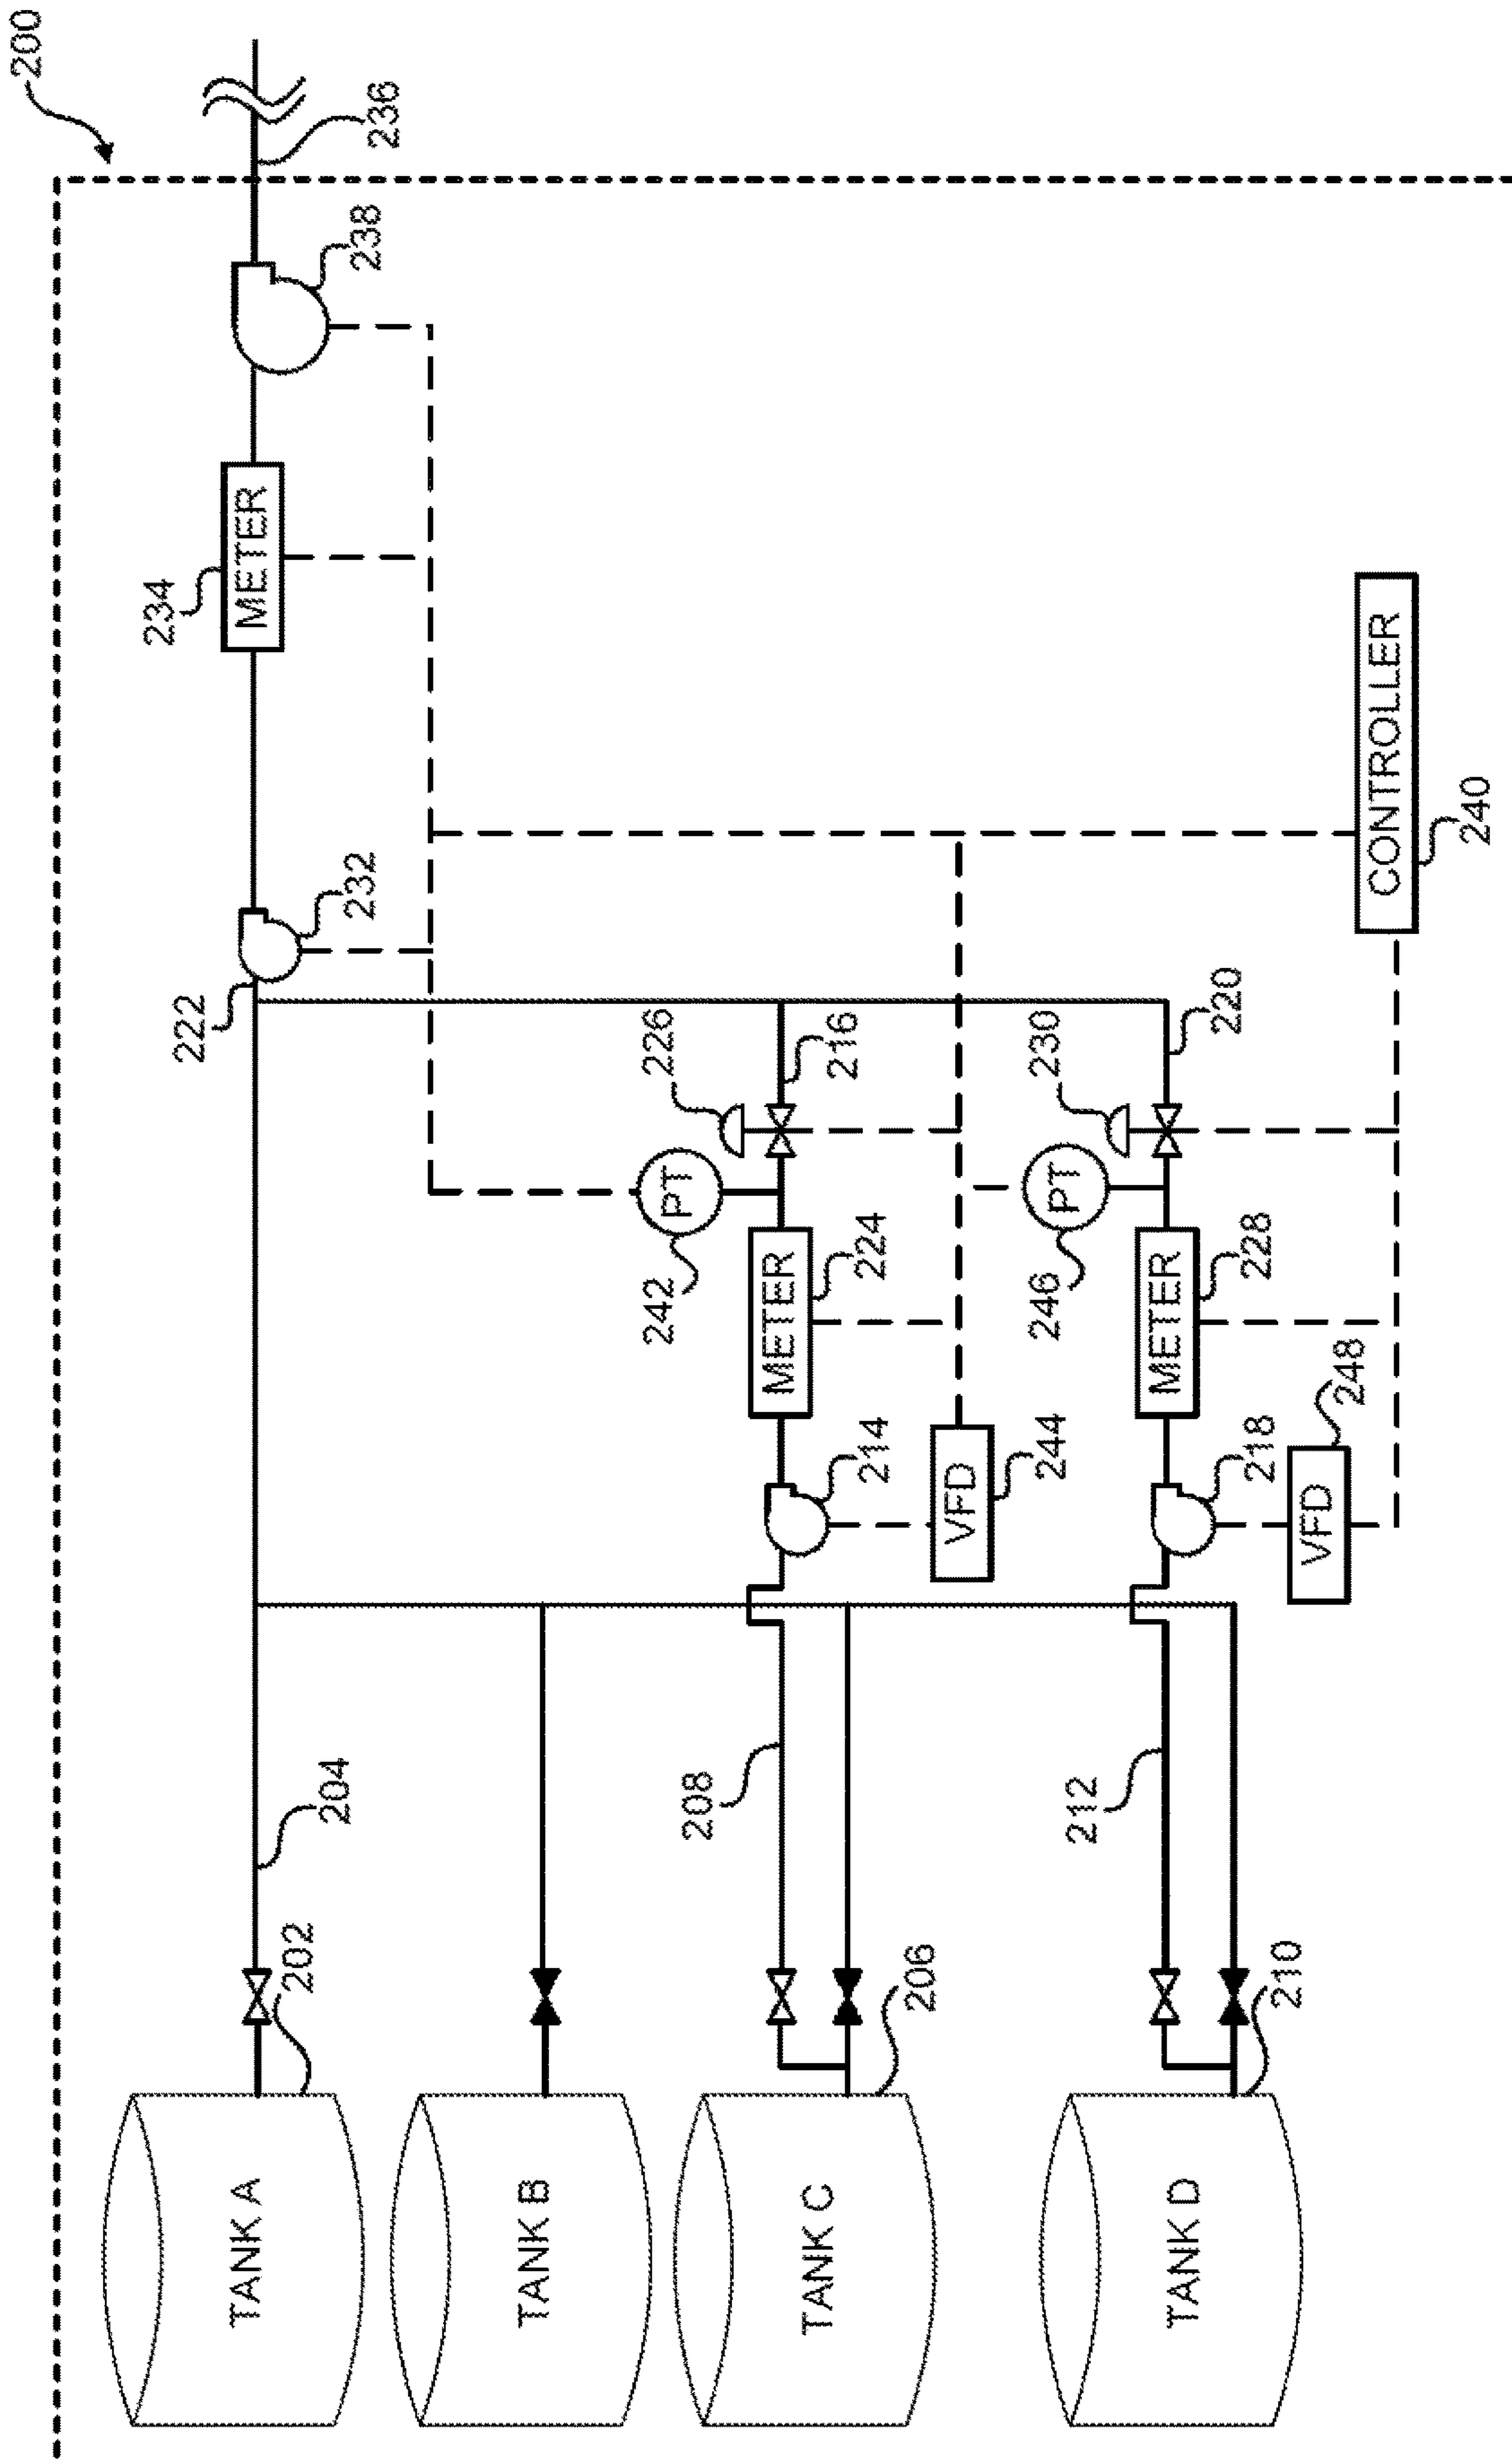 200
236
238
METER
234
232
222
226
216
PT
242
METER
224
214
VFD
244
230
220
PT
246
METER
228
218
VFD
248
CONTROLLER
240
204
202
208
206
212
210
TANK A
TANK B
TANK C
TANK D